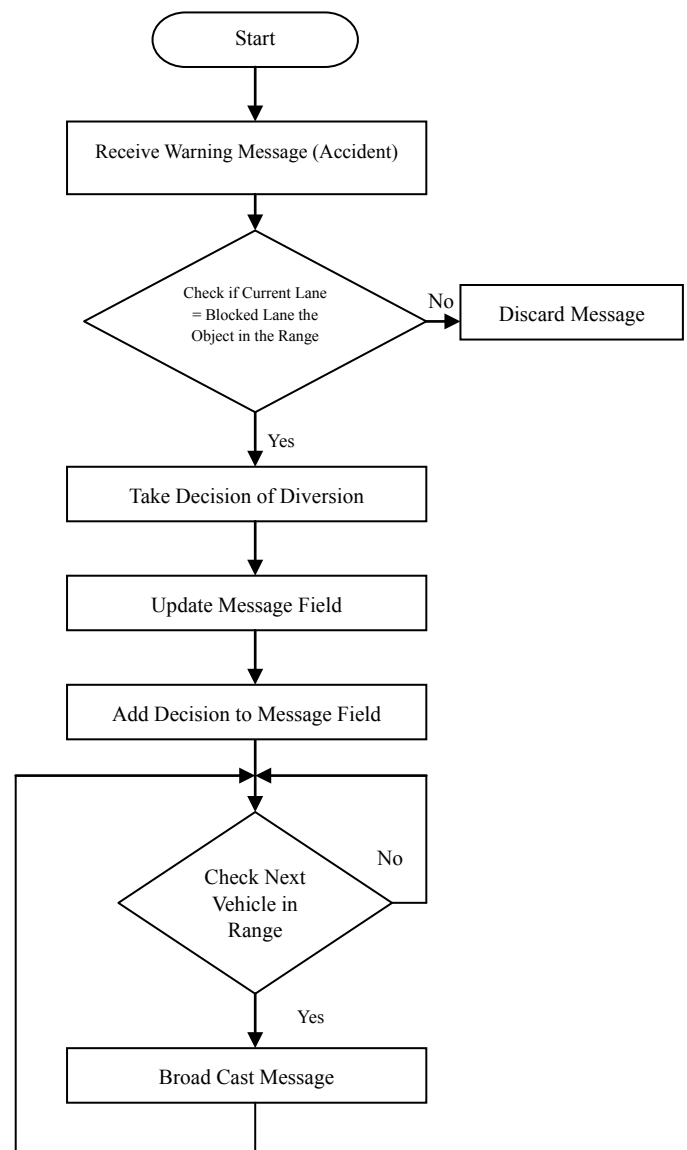 Start
Receive Warning Message (Accident)
Check if Current Lane
= Blocked Lane the
Object in the Range
No
Discard Message
Yes
Take Decision of Diversion
Update Message Field
Add Decision to Message Field
No
Check Next
Vehicle in
Range
Yes
Broad Cast Message